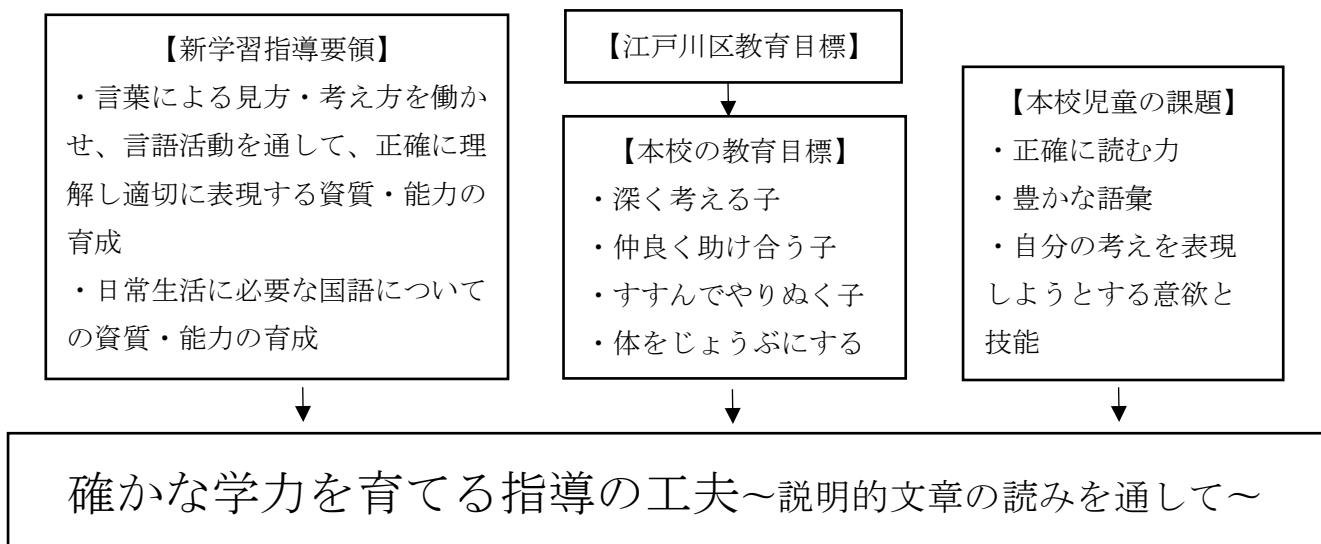 【新学習指導要領】
・言葉による見方・考え方を働か
せ、言語活動を通して、正確に理
解し適切に表現する資質・能力の
育成
・日常生活に必要な国語について
の資質・能力の育成
【江戸川区教育目標】
【本校の教育目標】
・深く考える子
・仲良く助け合う子
・すすんでやりぬく子
・体をじょうぶにする
【本校児童の課題】
・正確に読む力
・豊かな語彙
・自分の考えを表現
しようとする意欲と
技能
確かな学力を育てる指導の工夫～説明的文章の読みを通して～